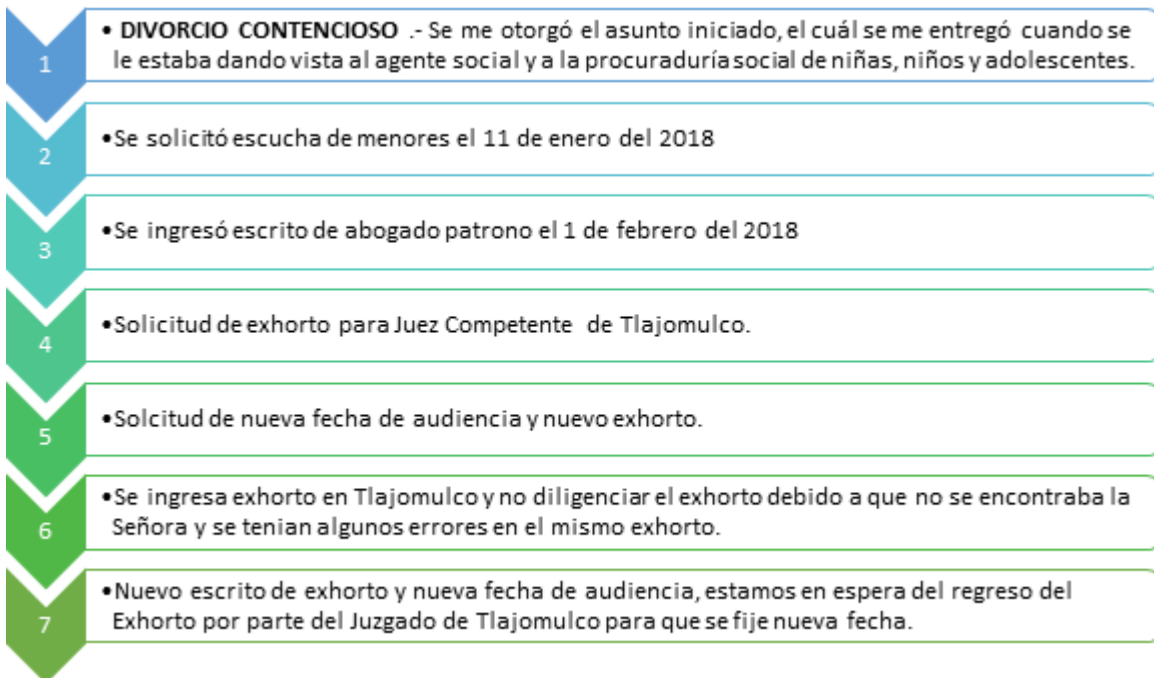 1
• DIVORCIO CONTENCIOSO .- Se me otorgó el asunto iniciado, el cuál se me entregó cuando se
le estaba dando vista al agente social y a la procuraduría social de niñas, niños y adolescentes.
2
•Se solicitó escucha de menores el 11 de enero del 2018
3
•Se ingresó escrito de abogado patrono el 1 de febrero del 2018
4
•Solicitud de exhorto para Juez Competente de Tlajomulco.
5
•Solcitud de nueva fecha de audiencia y nuevo exhorto.
6
•Se ingresa exhorto en Tlajomulco y no diligenciar el exhorto debido a que no se encontraba la
Señora y se tenian algunos errores en el mismo exhorto.
7
•Nuevo escrito de exhorto y nueva fecha de audiencia, estamos en espera del regreso del
Exhorto por parte del Juzgado de Tlajomulco para que se fije nueva fecha.